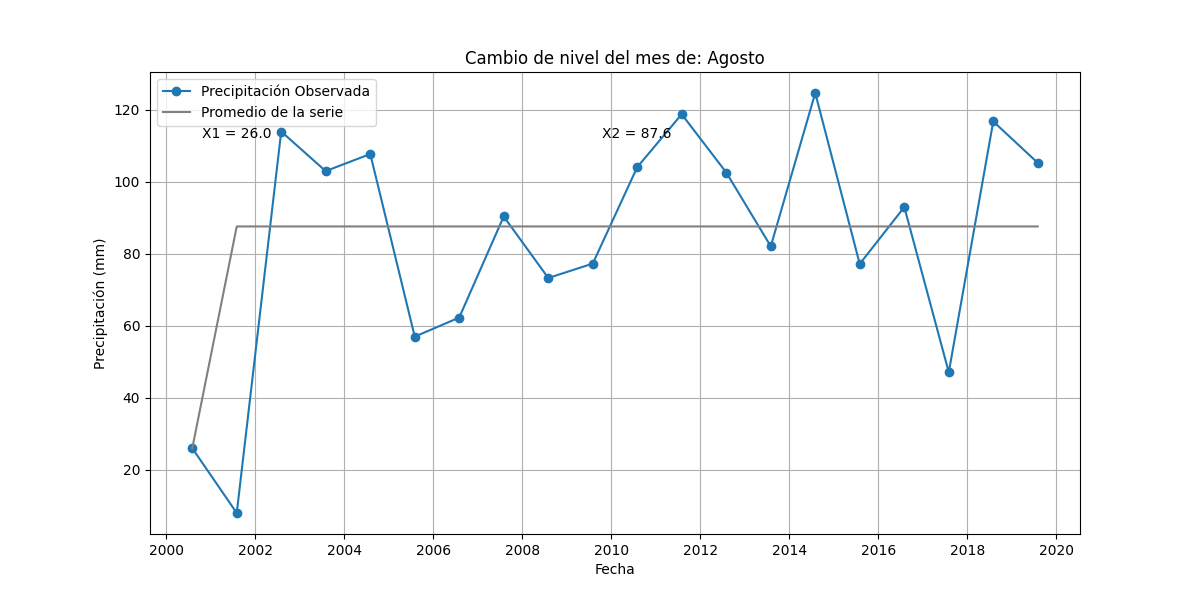 Cambio de nivel del mes de: Agosto
Precipitación Observada
Promedio de la serie
X1 = 26.0
X2 = 87.6
Precipitación (mm)
120
100
80
60
40
20
2000 2002 2004 2006 2008 2010 2012 2014 2016 2018 2020
Fecha